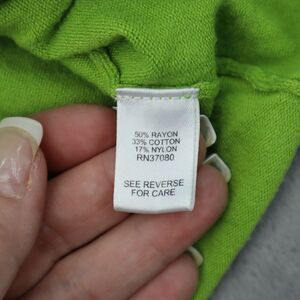 50% RAYON
33% COTTON
17% NYLON
RN37080
SEE REVERSE
FOR CARE